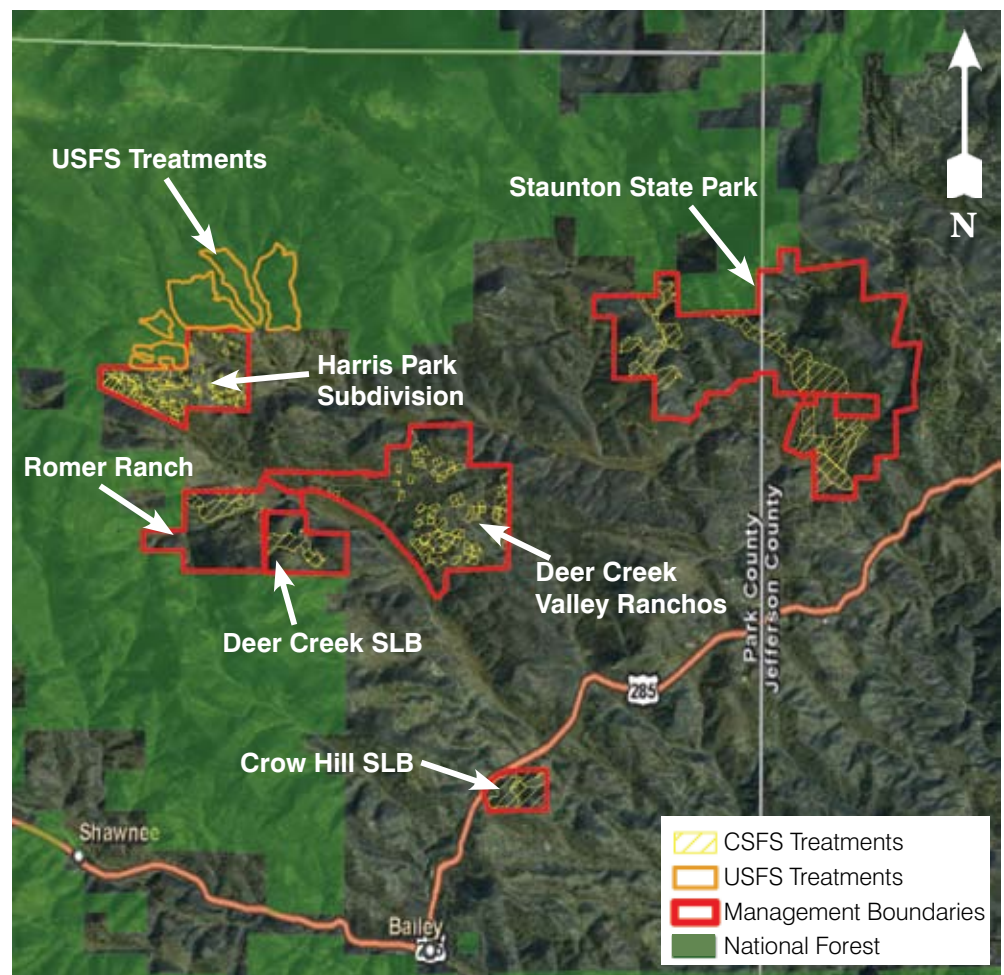 USFS Treatments
Staunton State Park
N
Harris Park
Subdivision
Romer Ranch
Deer Creek
Valley Ranchos
Deer Creek SLB
Park County
Jefferson County
285
Crow Hill SLB
Shawnee
Bailey
CSFS Treatments
USFS Treatments
Management Boundaries
National Forest